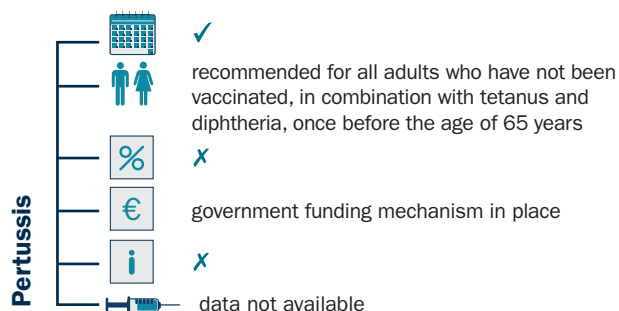 ✓
recommended for all adults who have not been
vaccinated, in combination with tetanus and
diphtheria, once before the age of 65 years
% ✗
€ government funding mechanism in place
i ✗
data not available
Pertussis